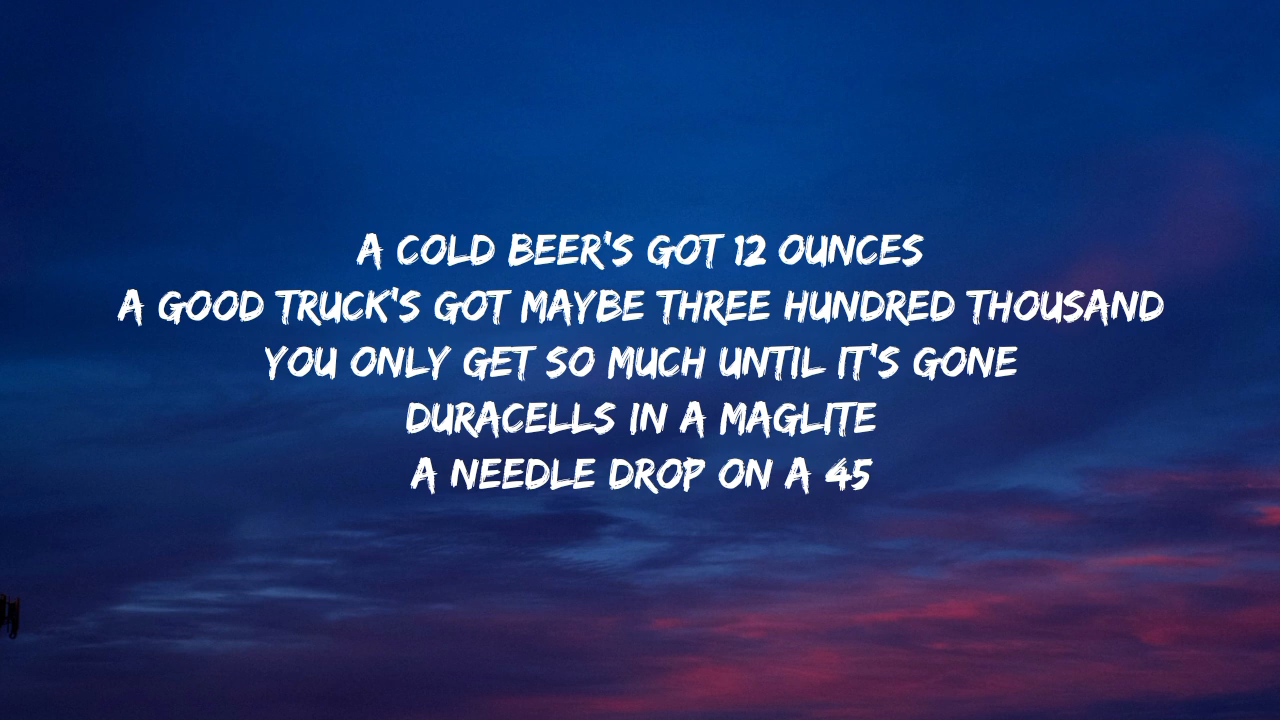 A COLD BEER'S GOT 12 OUNCES
A GOOD TRUCK'S GOT MAYBE THREE HUNDRED THOUSAND
YOU ONLY GET SO MUCH UNTIL IT'S GONE
DURACELLS IN A MAGLITE
A NEEDLE DROP ON A 45